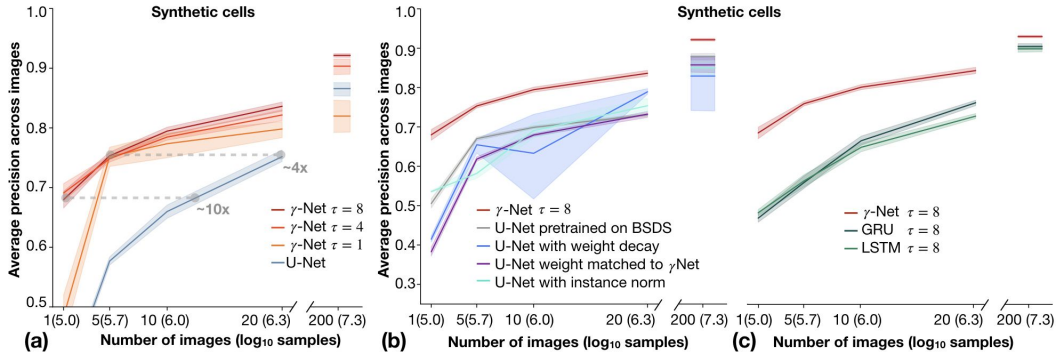 Synthetic cells
Average precision across images
1.0
0.9
0.8
0.7
0.6
0.5
~4x
~10x
γ-Net τ = 8
γ-Net τ = 4
γ-Net τ = 1
U-Net
1(5.0) 5(5.7) 10 (6.0) 20 (6.3) 200 (7.3)
(a) Number of images (log₁₀ samples)
Synthetic cells
Average precision across images
1.0
0.9
0.8
0.7
0.6
0.5
0.4
0.3
γ-Net τ = 8
U-Net pretrained on BSDS
U-Net with weight decay
U-Net weight matched to γNet
U-Net with instance norm
1(5.0) 5(5.7) 10 (6.0) 20 (6.3) 200 (7.3)
(b) Number of images (log₁₀ samples)
γ-Net τ = 8
GRU τ = 8
LSTM τ = 8
1(5.0) 5(5.7) 10 (6.0) 20 (6.3) 200 (7.3)
(c) Number of images (log₁₀ samples)